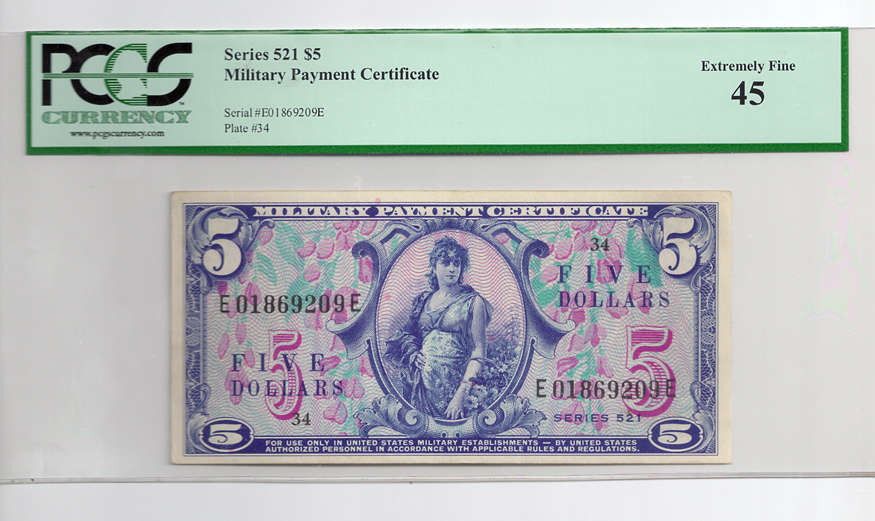 PCGS
CURRENCY
www.pcgscurrency.com
Series 521 $5
Military Payment Certificate
Serial #E01869209E
Plate #34
Extremely Fine
45
MILITARY PAYMENT CERTIFICATE
5
5
34
FIVE
DOLLARS
E01869209E
5
FIVE
DOLLARS
34
5
E01869209E
SERIES 521
5
5
FOR USE ONLY IN UNITED STATES MILITARY ESTABLISHMENTS — BY UNITED STATES
AUTHORIZED PERSONNEL IN ACCORDANCE WITH APPLICABLE RULES AND REGULATIONS.